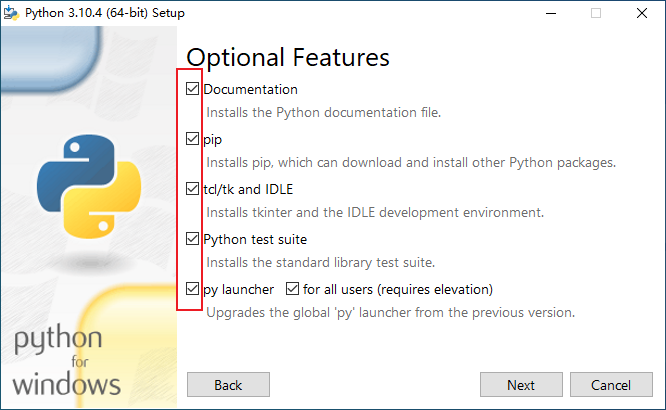 Python 3.10.4 (64-bit) Setup
Optional Features
Documentation
Installs the Python documentation file.
pip
Installs pip, which can download and install other Python packages.
tcl/tk and IDLE
Installs tkinter and the IDLE development environment.
Python test suite
Installs the standard library test suite.
py launcher for all users (requires elevation)
Upgrades the global 'py' launcher from the previous version.
python
for
windows
Back Next Cancel